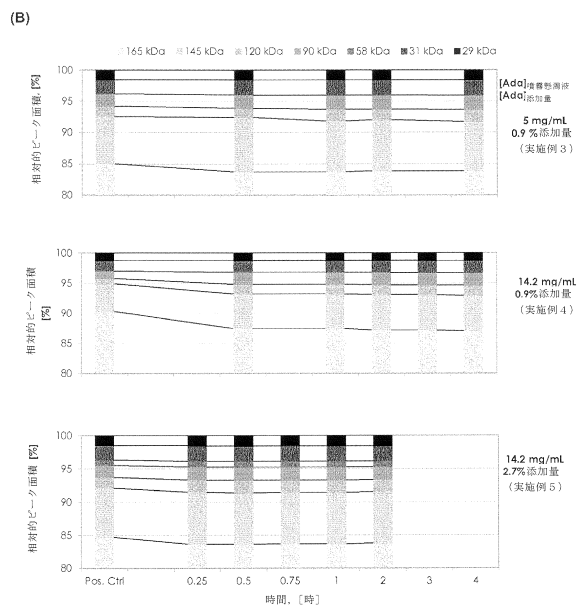 (B)
165 kDa 145 kDa 120 kDa 90 kDa 58 kDa 31 kDa 29 kDa
相対的ピーク面積, [%]
100
95
90
85
80
[Ada]噴霧懸濁液
[Ada]添加量
5 mg/mL
0.9 %添加量
(実施例3)
相対的ピーク面積
[%]
100
95
90
85
80
14.2 mg/mL
0.9%添加量
(実施例4)
相対的ピーク面積 [%]
100
95
90
85
80
14.2 mg/mL
2.7%添加量
(実施例5)
Pos. Ctrl 0.25 0.5 0.75 1 2 3 4
時間, [時]